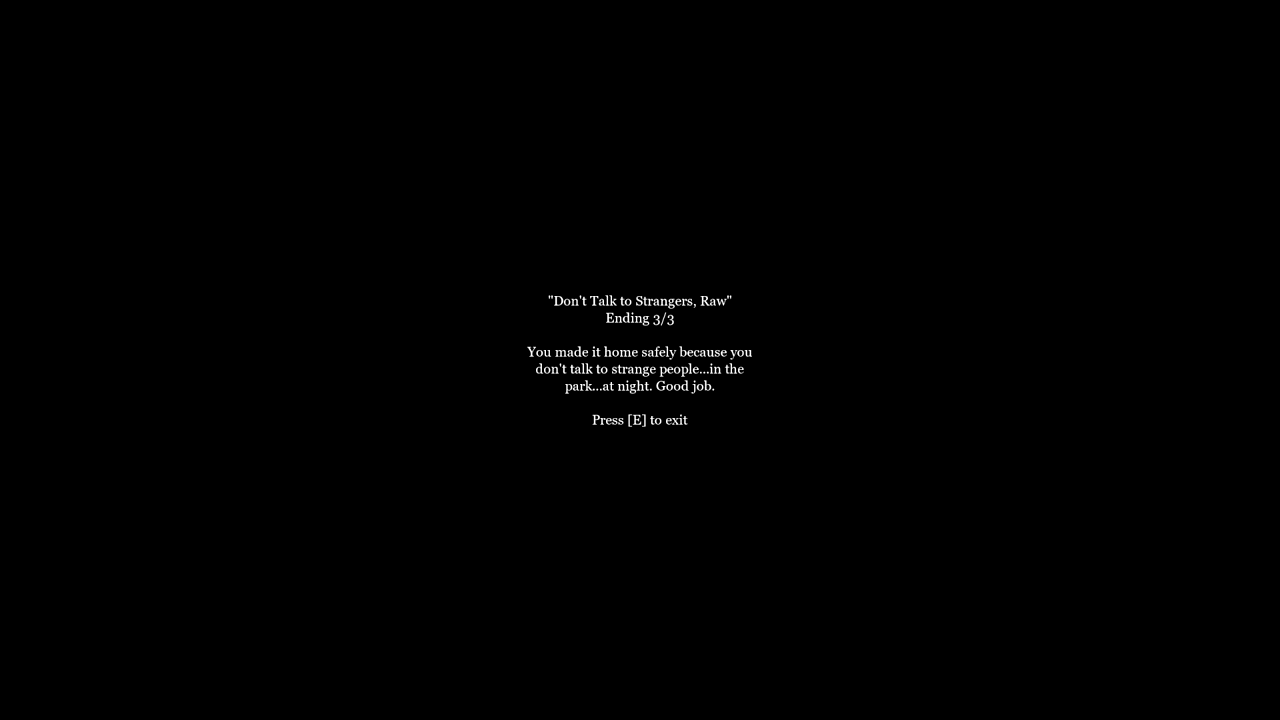 "Don't Talk to Strangers, Raw"
Ending 3/3
You made it home safely because you
don't talk to strange people...in the
park...at night. Good job.
Press [E] to exit